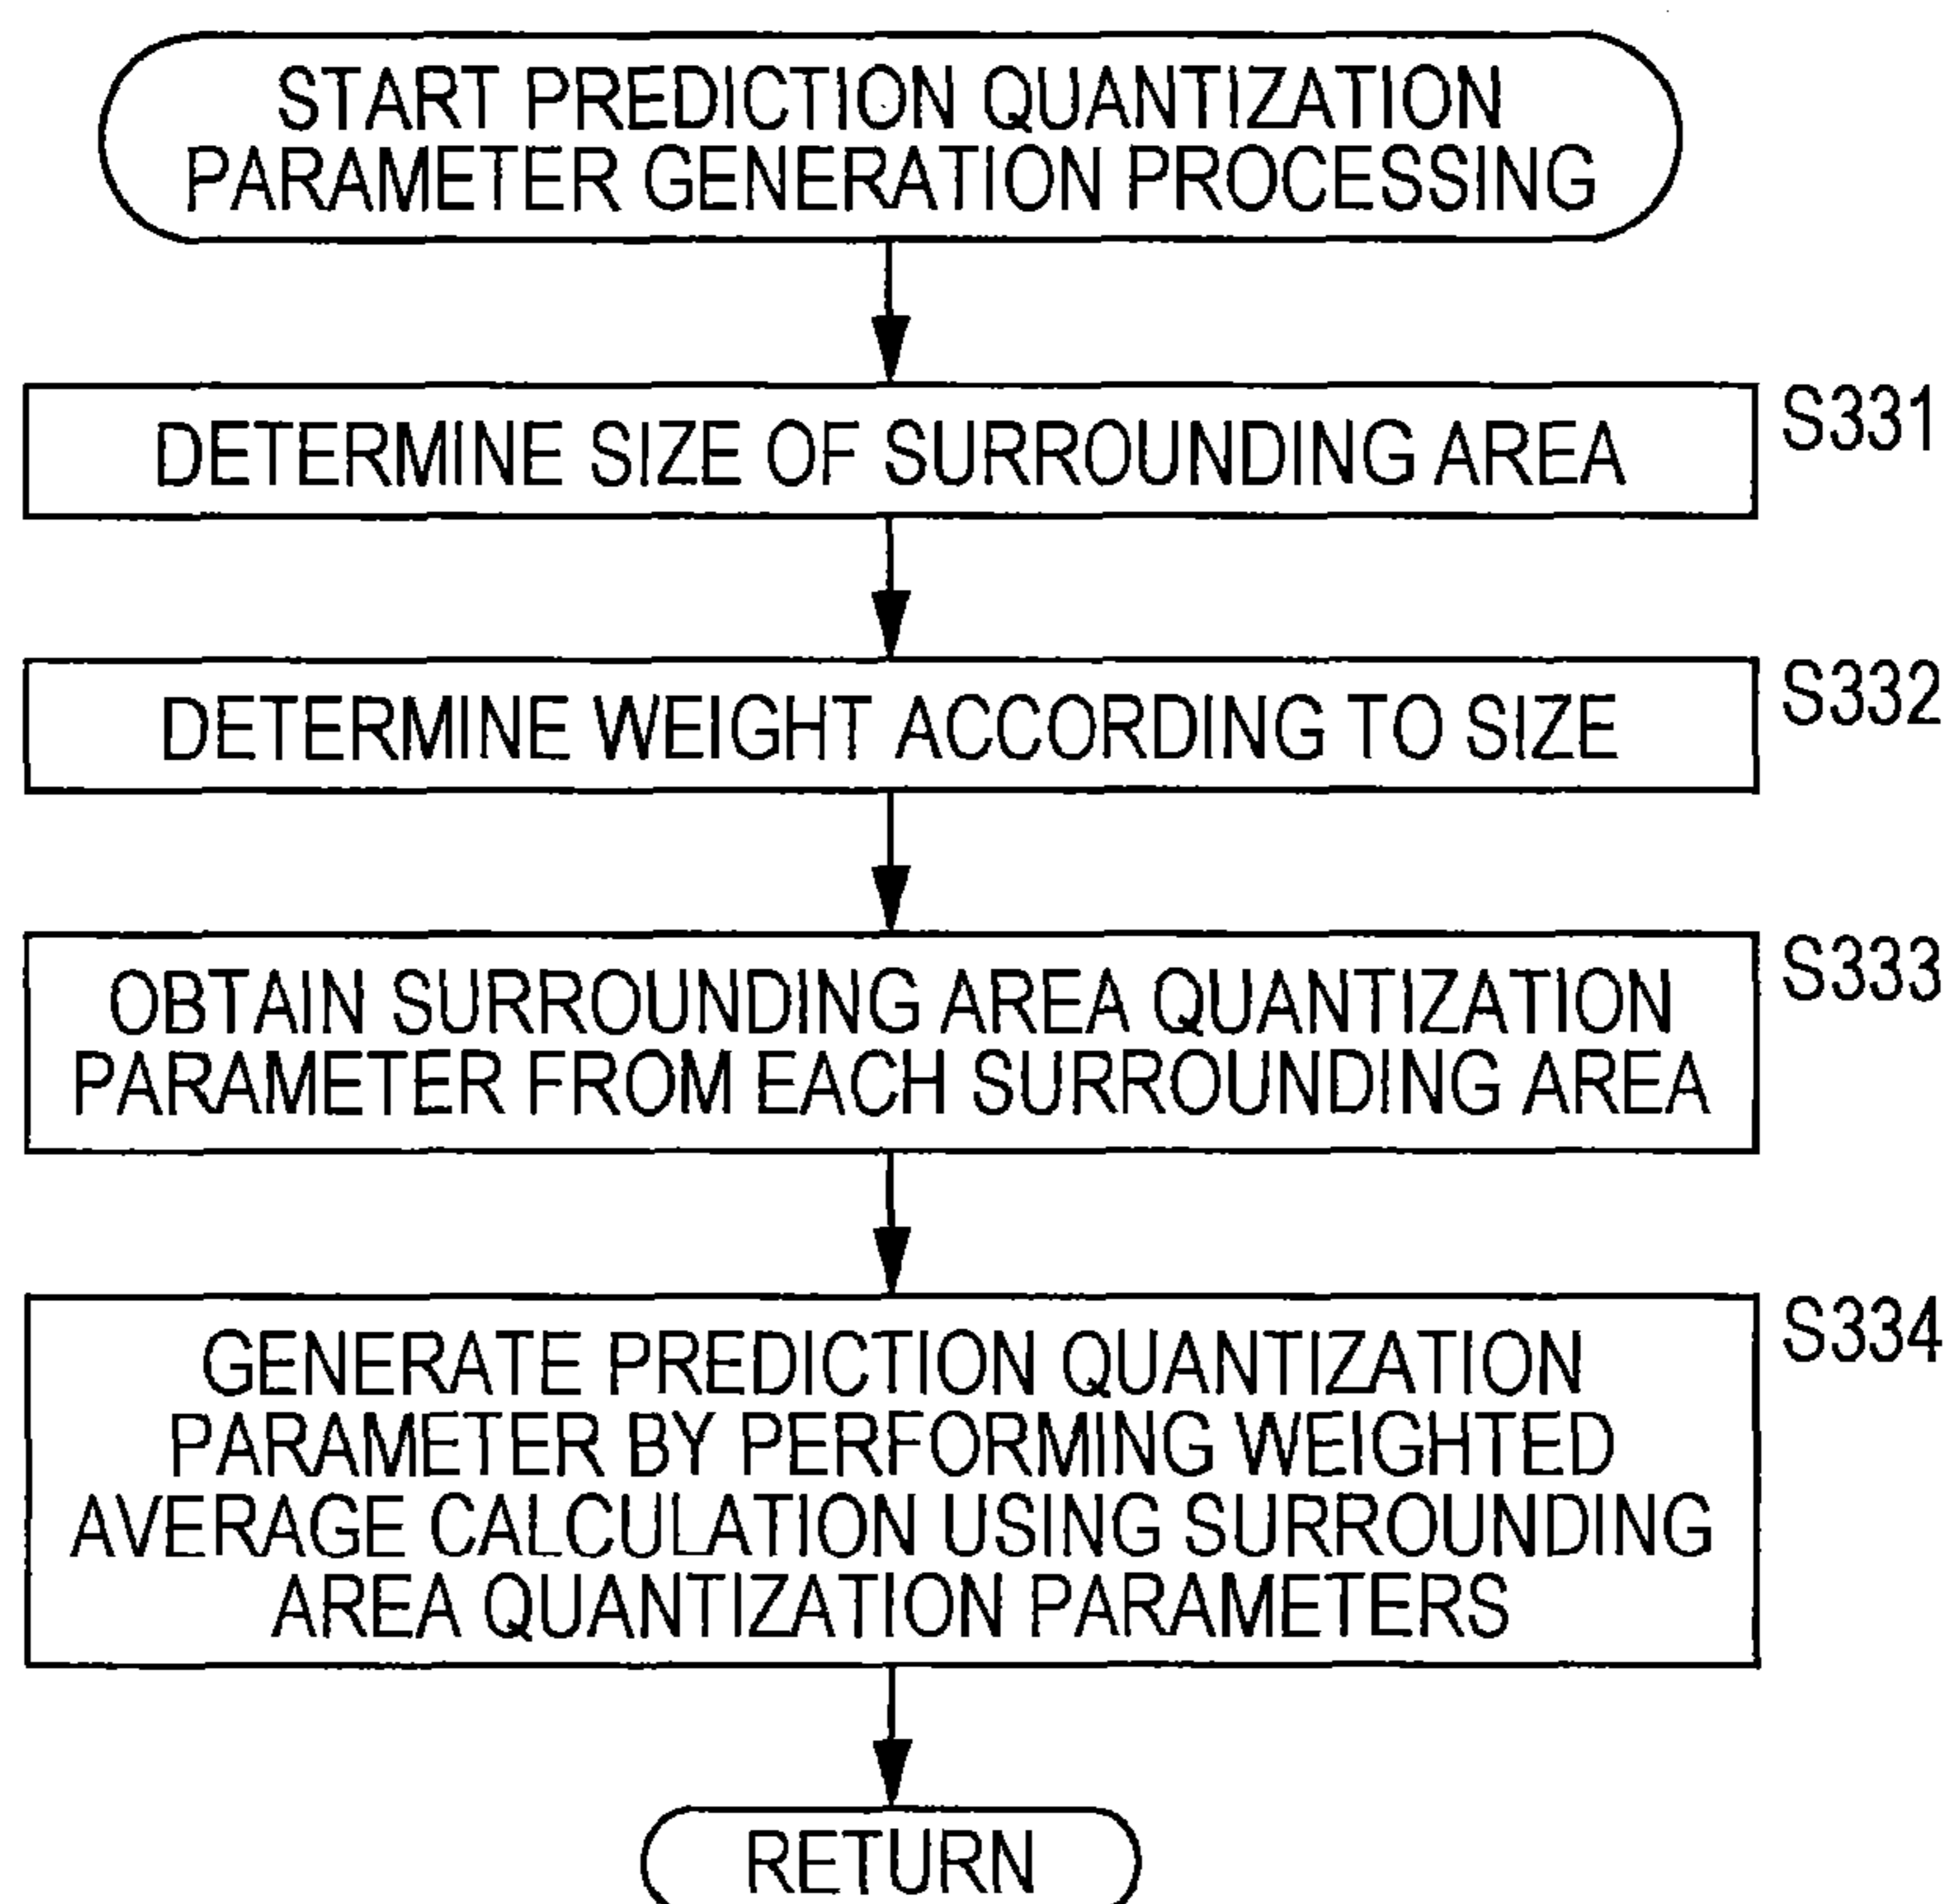 START PREDICTION QUANTIZATION
PARAMETER GENERATION PROCESSING
DETERMINE SIZE OF SURROUNDING AREA
S331
DETERMINE WEIGHT ACCORDING TO SIZE
S332
OBTAIN SURROUNDING AREA QUANTIZATION
PARAMETER FROM EACH SURROUNDING AREA
S333
GENERATE PREDICTION QUANTIZATION
PARAMETER BY PERFORMING WEIGHTED
AVERAGE CALCULATION USING SURROUNDING
AREA QUANTIZATION PARAMETERS
S334
RETURN